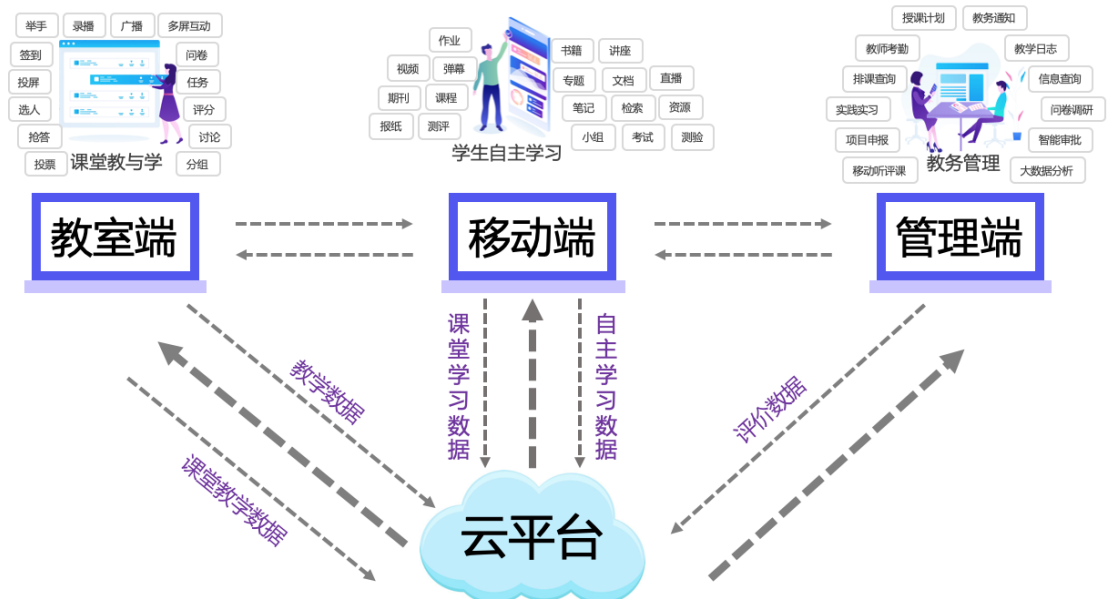 举手
录播
广播
多屏互动
签到
问卷
投屏
任务
选人
评分
抢答
讨论
投票
课堂教与学
分组
作业
视频
弹幕
期刊
课程
报纸
测评
书籍
讲座
专题
文档
直播
笔记
检索
资源
小组
考试
测验
学生自主学习
授课计划
教务通知
教师考勤
教学日志
排课查询
信息查询
实践实习
问卷调研
项目申报
智能审批
移动听评课
教务管理
大数据分析
教室端
移动端
管理端
教学数据
课堂教学数据
课堂学习数据
自主学习数据
评价数据
云平台